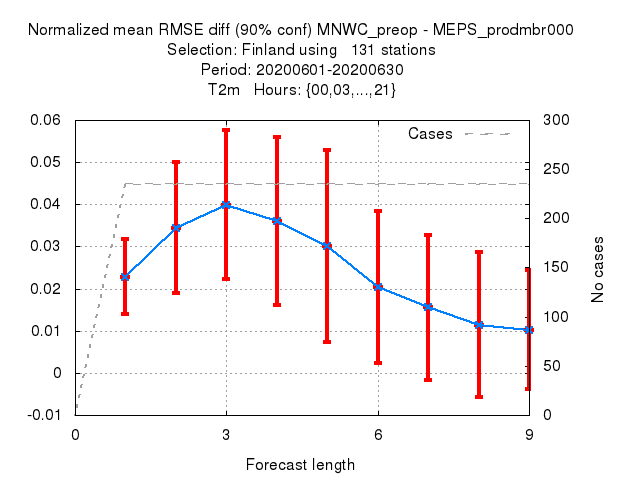 Normalized mean RMSE diff (90% conf) MNWC_preop - MEPS_prodmbr000
Selection: Finland using   131 stations
Period: 20200601-20200630
T2m   Hours: {00,03,...,21}
Cases
0.06
0.05
0.04
0.03
0.02
0.01
0
-0.01
300
250
200
150
100
50
0
No cases
0
3
6
9
Forecast length